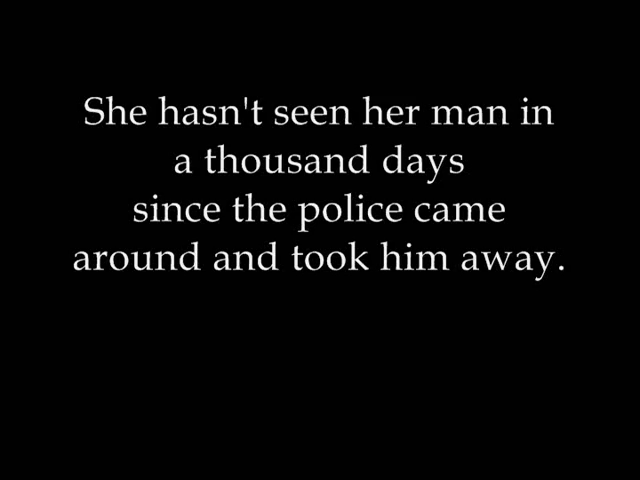 She hasn't seen her man in
a thousand days
since the police came
around and took him away.